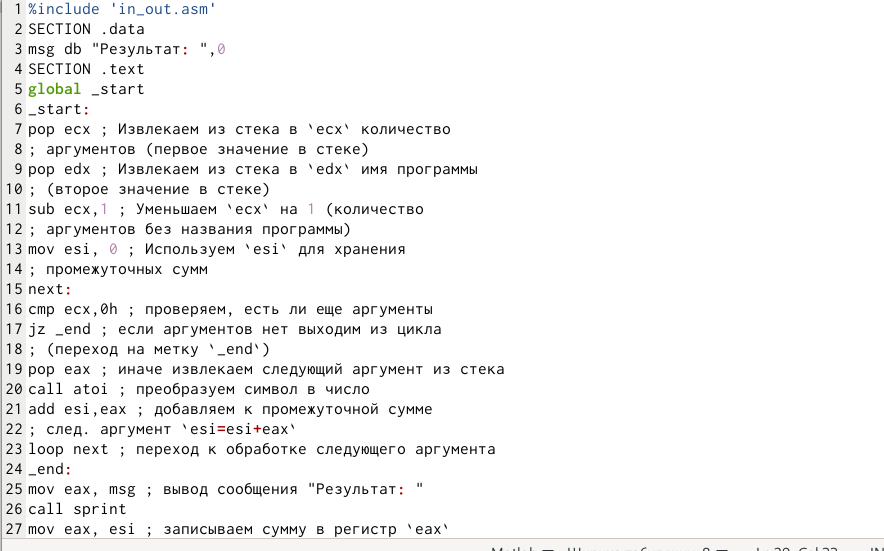 1 %include 'in_out.asm'
2 SECTION .data
3 msg db "Результат: ",0
4 SECTION .text
5 global _start
6 _start:
7 pop ecx ; Извлекаем из стека в `ecx` количество
8 ; аргументов (первое значение в стеке)
9 pop edx ; Извлекаем из стека в `edx` имя программы
10 ; (второе значение в стеке)
11 sub ecx,1 ; Уменьшаем `ecx` на 1 (количество
12 ; аргументов без названия программы)
13 mov esi, 0 ; Используем `esi` для хранения
14 ; промежуточных сумм
15 next:
16 cmp ecx,0h ; проверяем, есть ли еще аргументы
17 jz _end ; если аргументов нет выходим из цикла
18 ; (переход на метку `_end`)
19 pop eax ; иначе извлекаем следующий аргумент из стека
20 call atoi ; преобразуем символ в число
21 add esi,eax ; добавляем к промежуточной сумме
22 ; след. аргумент `esi=esi+eax`
23 loop next ; переход к обработке следующего аргумента
24 _end:
25 mov eax, msg ; вывод сообщения "Результат: "
26 call sprint
27 mov eax, esi ; записываем сумму в регистр `eax`